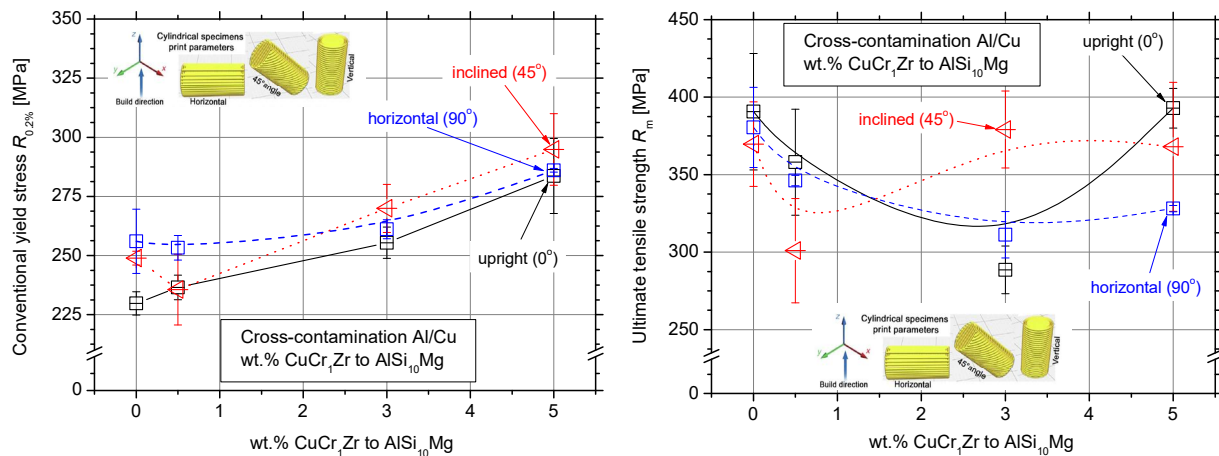 Conventional yield stress R0.2% [MPa]
350
325
300
275
250
225
0
Cylindrical specimens
print parameters
z
y
x
Build direction
Horizontal
45°angle
Vertical
inclined (45°)
horizontal (90°)
upright (0°)
Cross-contamination Al/Cu
wt.% CuCr1Zr to AlSi10Mg
0 1 2 3 4 5
wt.% CuCr1Zr to AlSi10Mg
Ultimate tensile strength Rm [MPa]
450
400
350
300
250
0
Cross-contamination Al/Cu
wt.% CuCr1Zr to AlSi10Mg
upright (0°)
inclined (45°)
horizontal (90°)
Cylindrical specimens
print parameters
z
y
x
Build direction
Horizontal
45°angle
Vertical
0 1 2 3 4 5
wt.% CuCr1Zr to AlSi10Mg